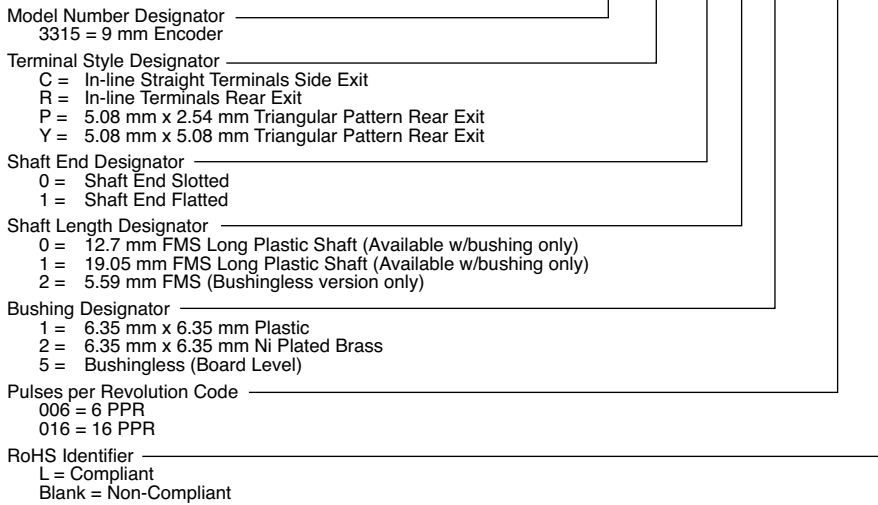 Model Number Designator
3315 = 9 mm Encoder
Terminal Style Designator
C = In-line Straight Terminals Side Exit
R = In-line Terminals Rear Exit
P = 5.08 mm x 2.54 mm Triangular Pattern Rear Exit
Y = 5.08 mm x 5.08 mm Triangular Pattern Rear Exit
Shaft End Designator
0 = Shaft End Slotted
1 = Shaft End Flatted
Shaft Length Designator
0 = 12.7 mm FMS Long Plastic Shaft (Available w/bushing only)
1 = 19.05 mm FMS Long Plastic Shaft (Available w/bushing only)
2 = 5.59 mm FMS (Bushingless version only)
Bushing Designator
1 = 6.35 mm x 6.35 mm Plastic
2 = 6.35 mm x 6.35 mm Ni Plated Brass
5 = Bushingless (Board Level)
Pulses per Revolution Code
006 = 6 PPR
016 = 16 PPR
RoHS Identifier
L = Compliant
Blank = Non-Compliant